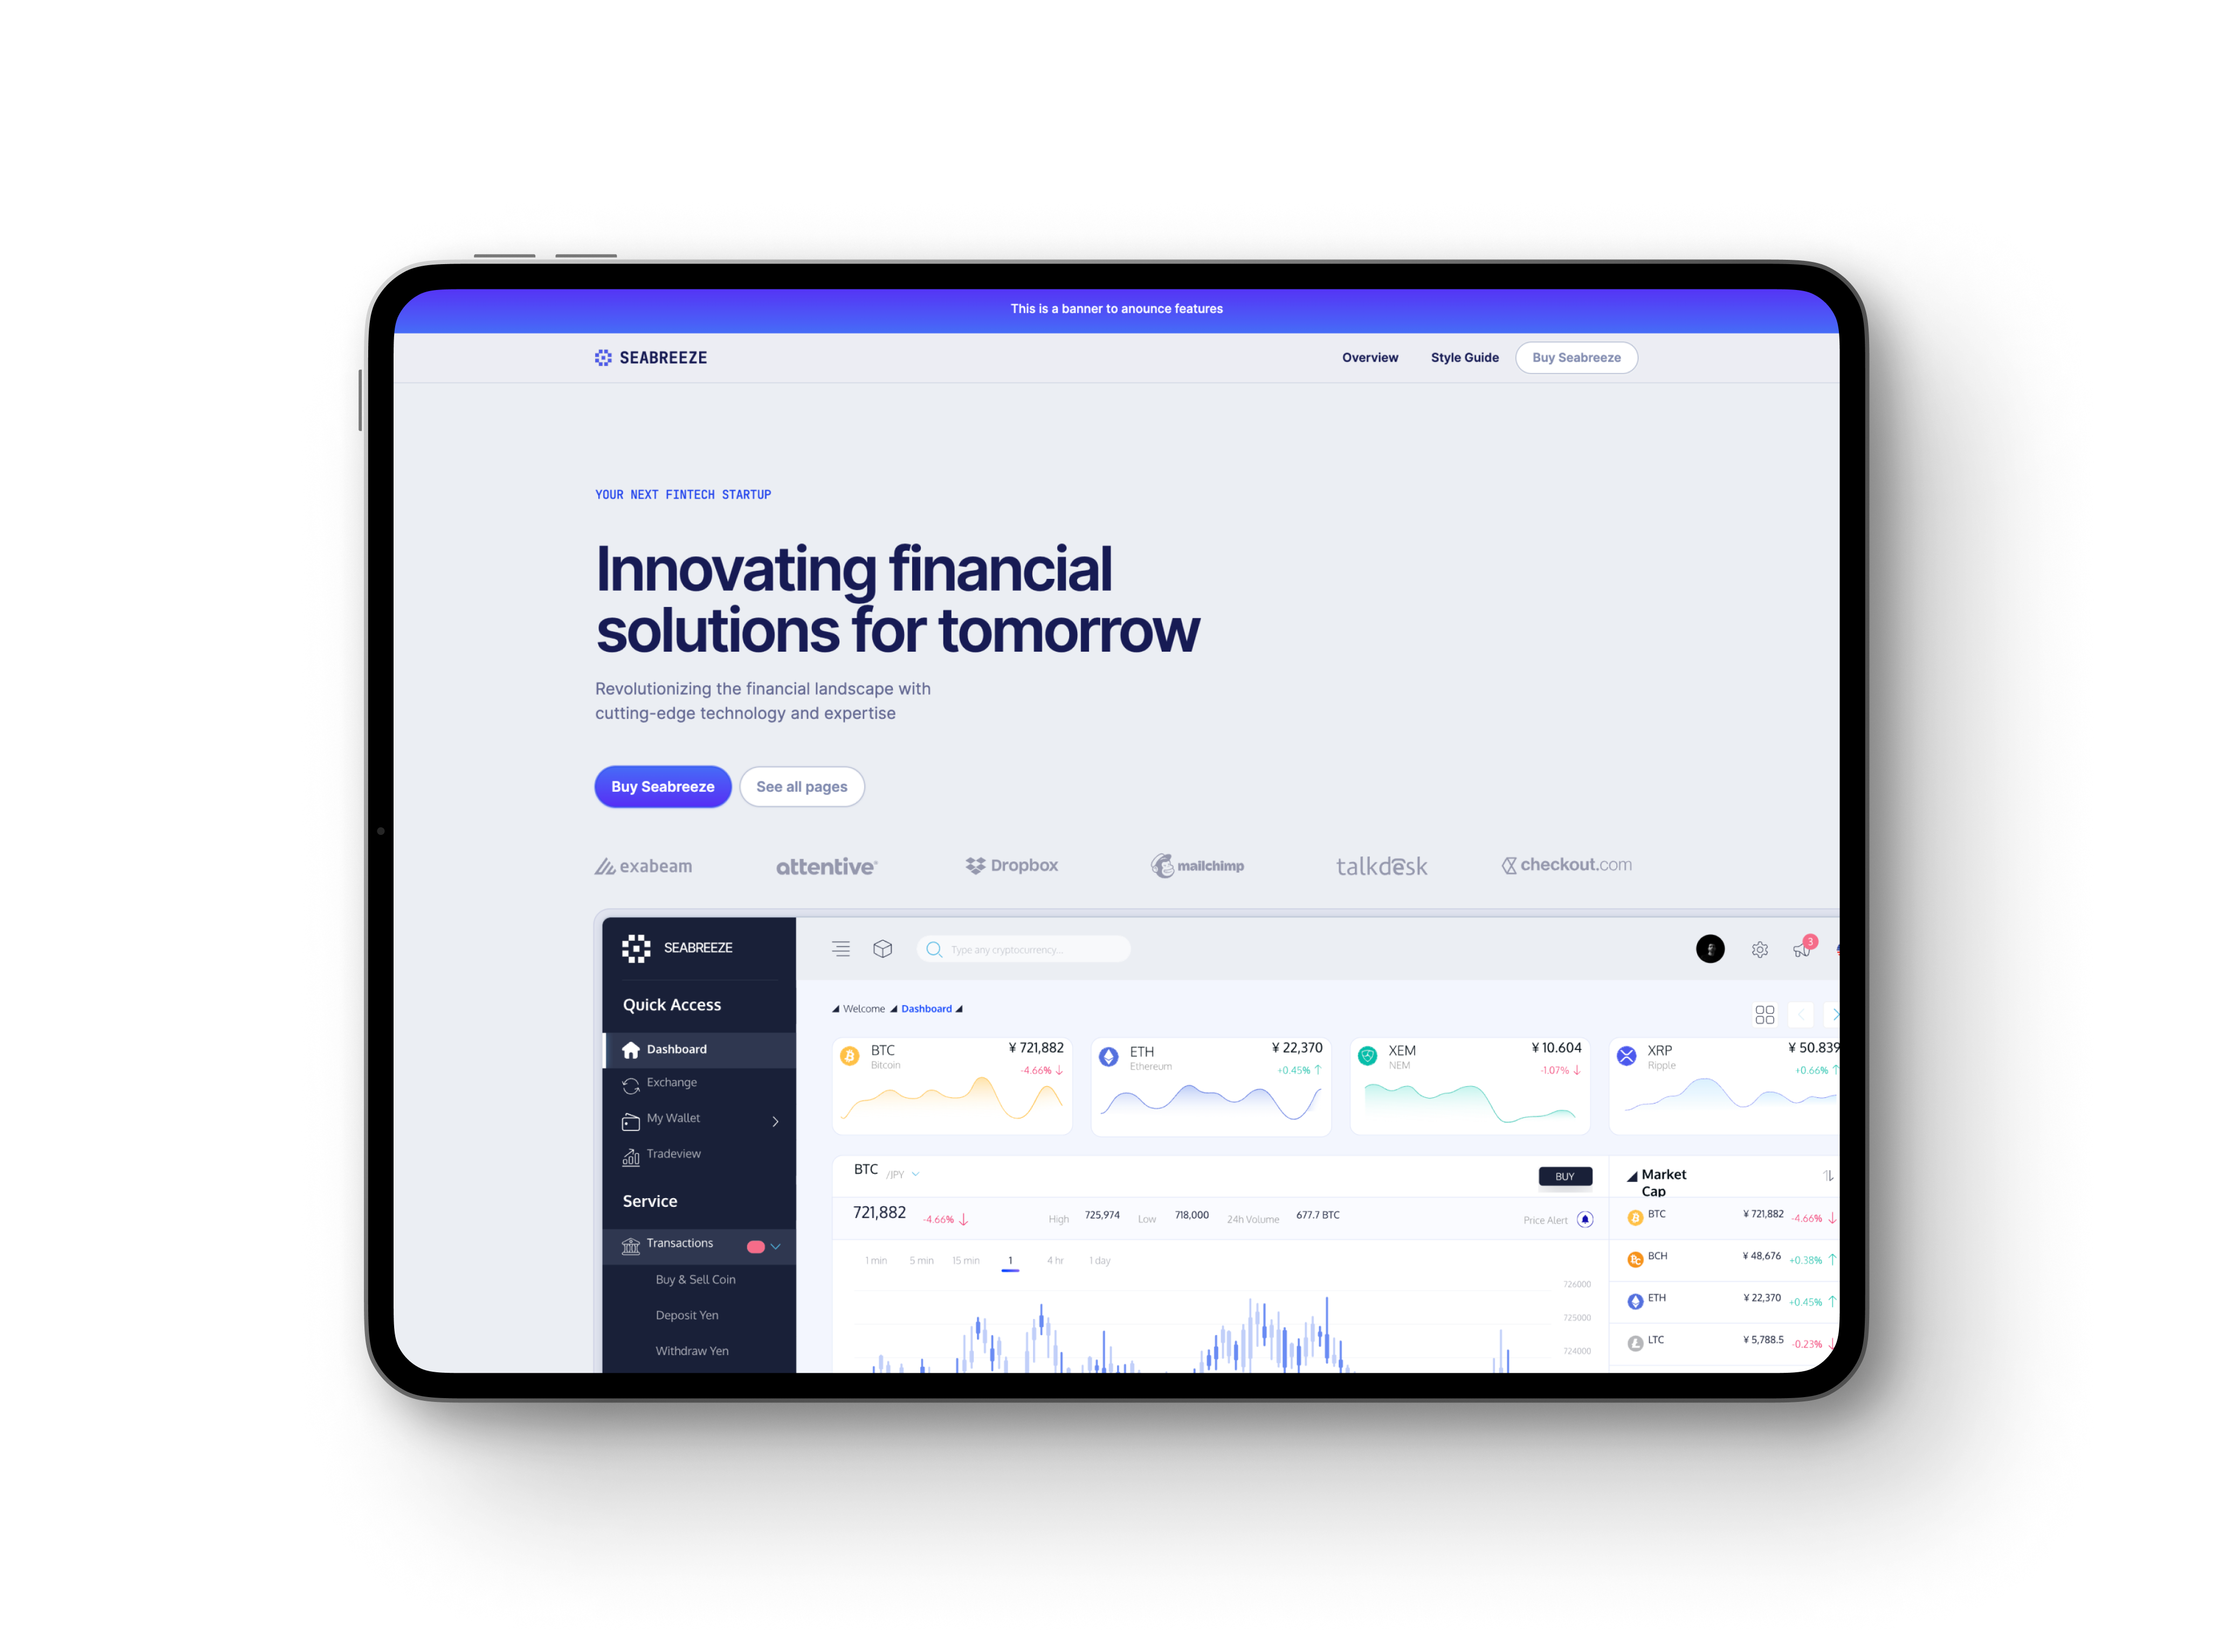 This is a banner to anounce features
SEABREEZE
Overview
Style Guide
Buy Seabreeze
YOUR NEXT FINTECH STARTUP
Innovating financial
solutions for tomorrow
Revolutionizing the financial landscape with
cutting-edge technology and expertise
Buy Seabreeze
See all pages
exabeam
attentive
Dropbox
mailchimp
talkdesk
checkout.com
SEABREEZE
Type any cryptocurrency...
3
Quick Access
Dashboard
Exchange
My Wallet
Tradeview
Service
Transactions
Buy & Sell Coin
Deposit Yen
Withdraw Yen
Welcome Dashboard
BTC ¥ 721,882
Bitcoin -4.66% ↓
ETH ¥ 22,370
Ethereum +0.45% ↑
XEM ¥ 10.604
NEM -1.07% ↓
XRP ¥ 50.839
Ripple +0.66% ↑
BTC /JPY
BUY
721,882 -4.66% ↓ High 725,974 Low 718,000 24h Volume 677.7 BTC Price Alert
1 min 5 min 15 min 1 4 hr 1 day
726000
725000
724000
Market
Cap
BTC ¥ 721,882 -4.66% ↓
BCH ¥ 48,676 +0.38% ↑
ETH ¥ 22,370 +0.45% ↑
LTC ¥ 5,788.5 -0.23% ↓